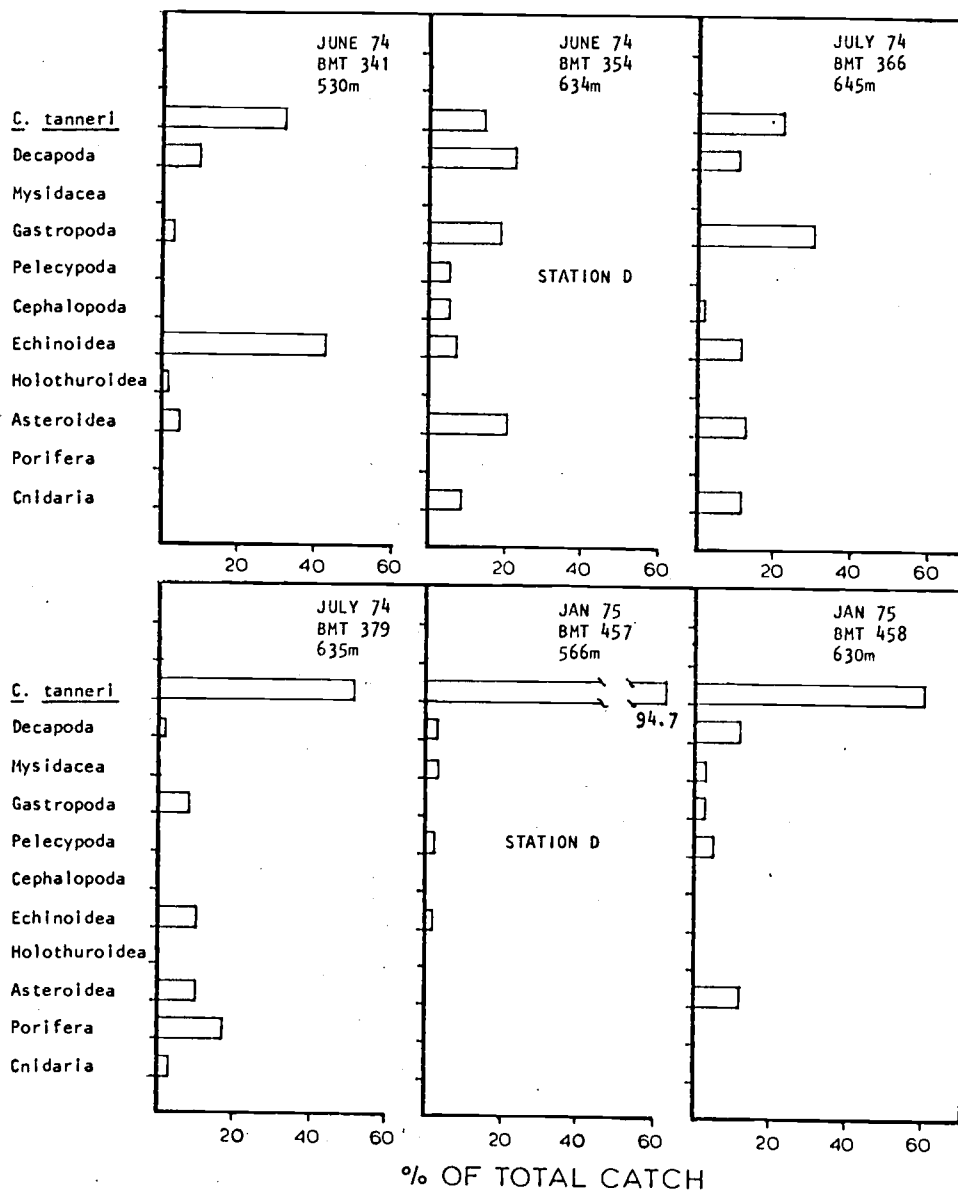 JUNE 74
BMT 341
530m
JUNE 74
BMT 354
634m
JULY 74
BMT 366
645m
C. tanneri
Decapoda
Mysidacea
Gastropoda
Pelecypoda
Cephalopoda
Echinoidea
Holothuroidea
Asteroidea
Porifera
Cnidaria
STATION D
20 40 60
20 40 60
20 40 60
JULY 74
BMT 379
635m
JAN 75
BMT 457
566m
JAN 75
BMT 458
630m
C. tanneri
Decapoda
Mysidacea
Gastropoda
Pelecypoda
Cephalopoda
Echinoidea
Holothuroidea
Asteroidea
Porifera
Cnidaria
94.7
STATION D
20 40 60
20 40 60
20 40 60
% OF TOTAL CATCH